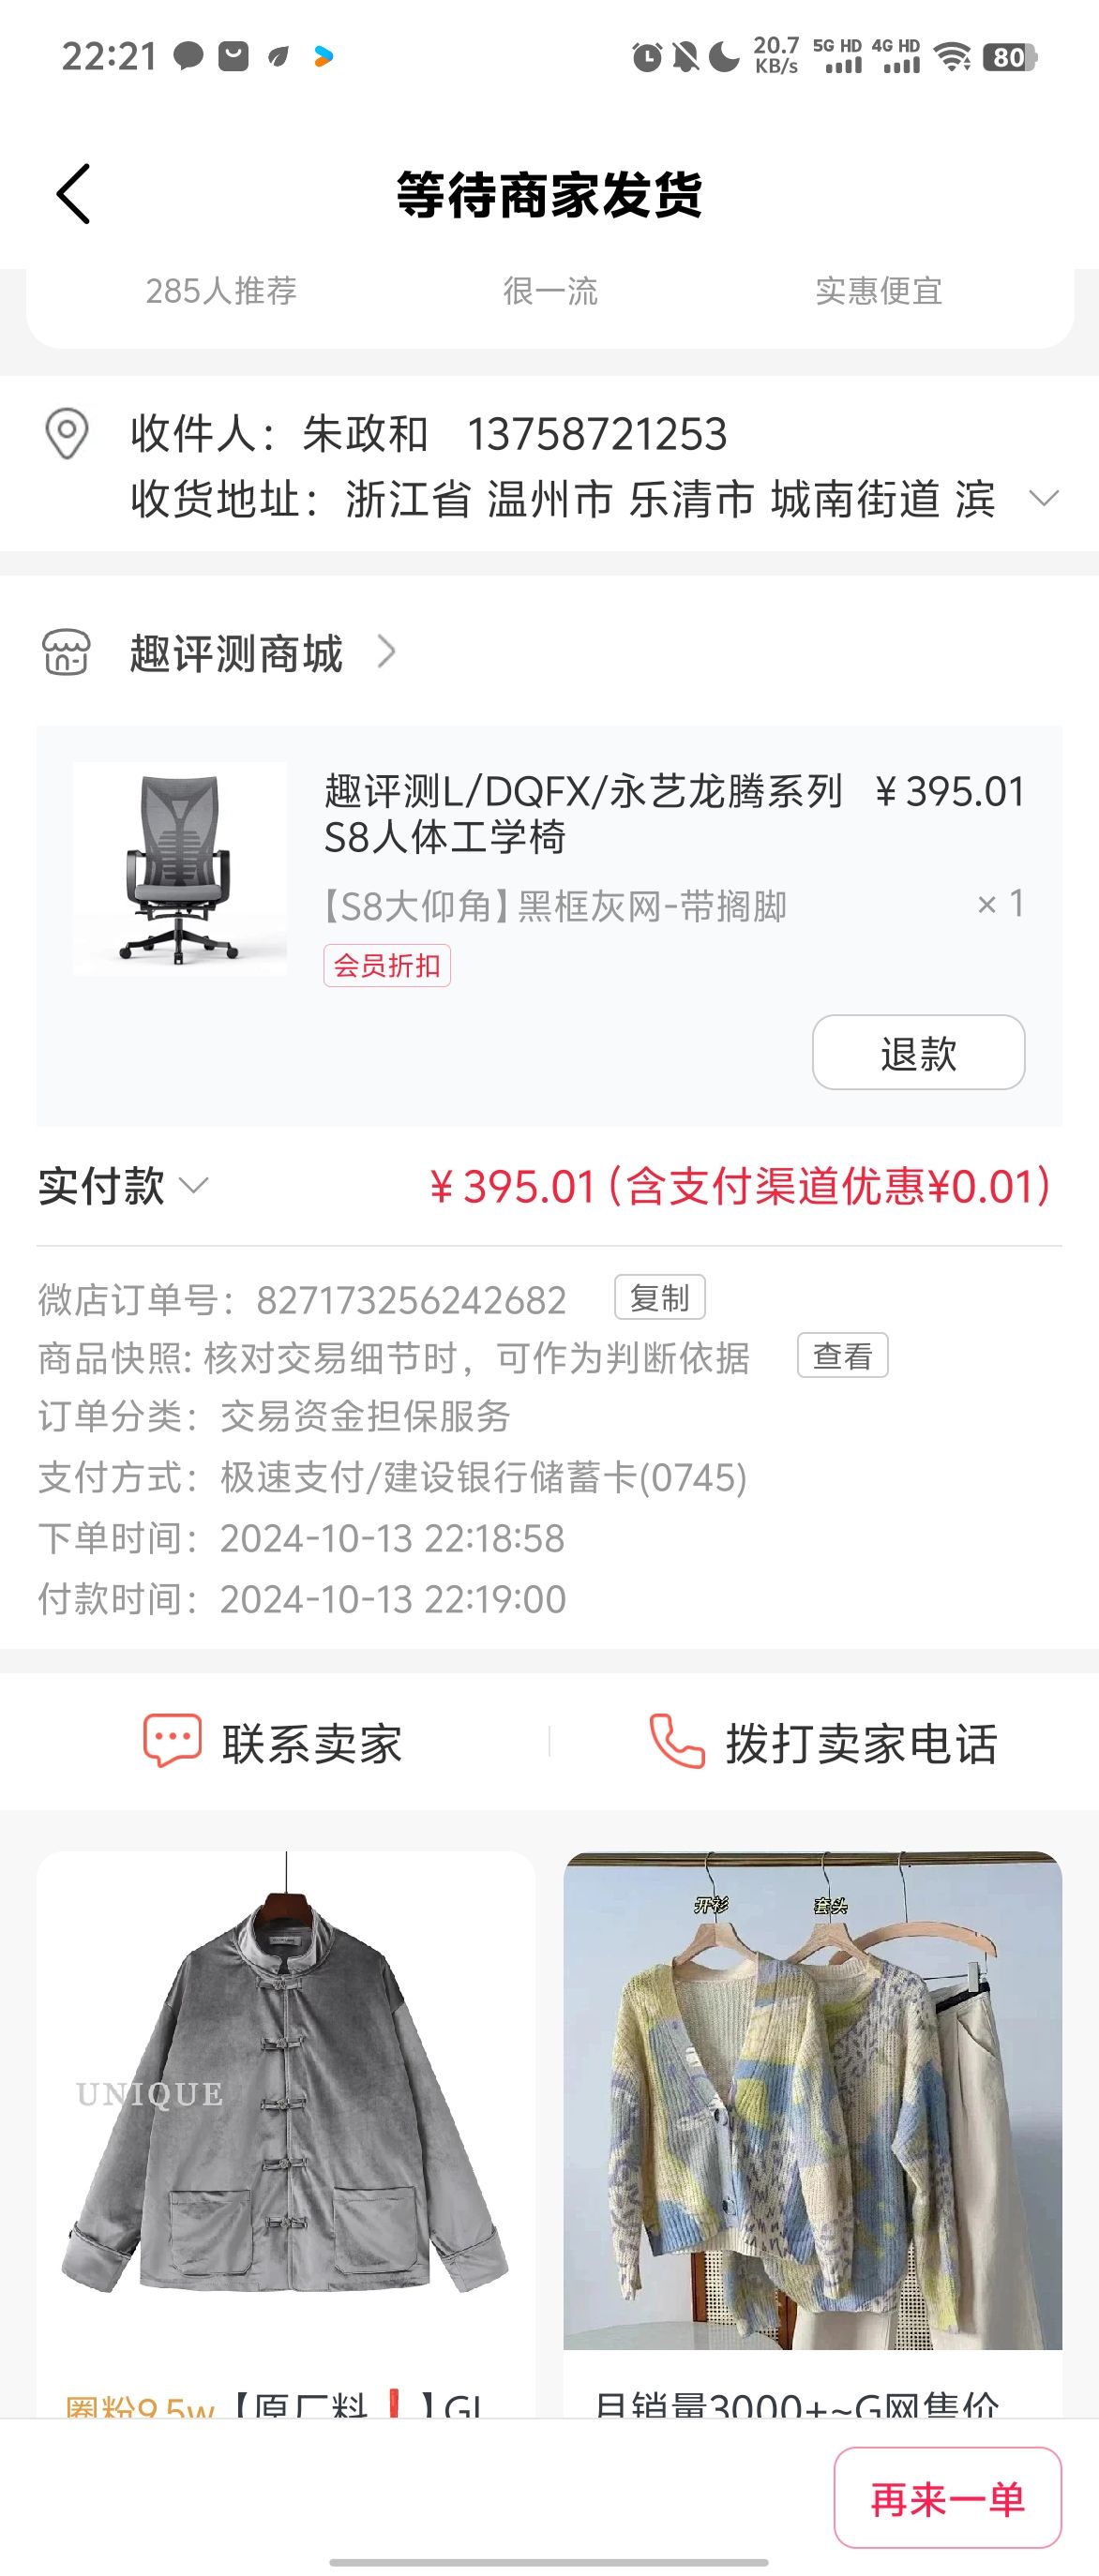 22:21
20.7 KB/s 5G HD 4G HD 80
等待商家发货
285人推荐 很一流 实惠便宜
收件人：朱政和 13758721253
收货地址：浙江省 温州市 乐清市 城南街道 滨
趣评测商城
趣评测L/DQFX/永艺龙腾系列 ¥395.01
S8人体工学椅
【S8大仰角】黑框灰网-带搁脚 × 1
会员折扣
退款
实付款 ¥395.01(含支付渠道优惠¥0.01)
微店订单号：827173256242682 复制
商品快照: 核对交易细节时，可作为判断依据 查看
订单分类：交易资金担保服务
支付方式：极速支付/建设银行储蓄卡(0745)
下单时间：2024-10-13 22:18:58
付款时间：2024-10-13 22:19:00
联系卖家 拨打卖家电话
开衫 套头
UNIQUE
圈粉9.5w【原厂料❗】GL
月销量3000+~G网售价
再来一单